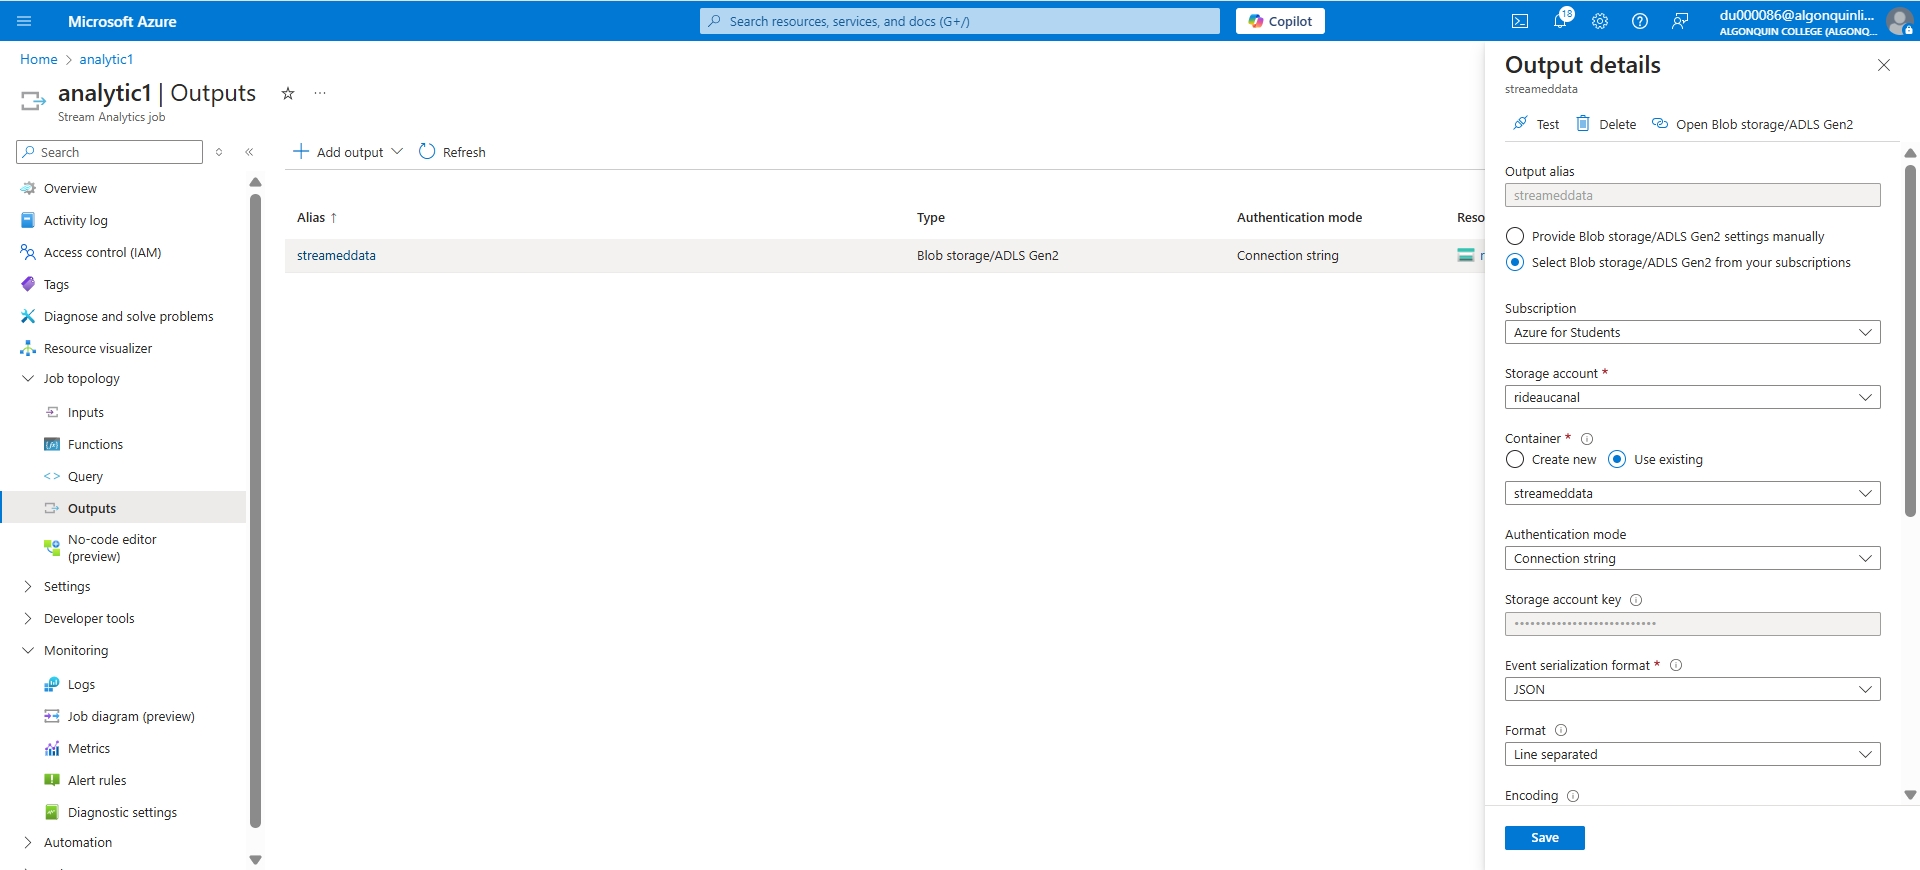 Microsoft Azure
Search resources, services, and docs (G+/)
Copilot
18
du000086@algonquinli...
ALGONQUIN COLLEGE (ALGONQ...
Home > analytic1
analytic1 | Outputs
Stream Analytics job
Search
Overview
Activity log
Access control (IAM)
Tags
Diagnose and solve problems
Resource visualizer
Job topology
Inputs
Functions
Query
Outputs
No-code editor
(preview)
Settings
Developer tools
Monitoring
Logs
Job diagram (preview)
Metrics
Alert rules
Diagnostic settings
Automation
Add output
Refresh
Alias ↑ Type Authentication mode Reso
streameddata Blob storage/ADLS Gen2 Connection string r
Output details
streameddata
Test Delete Open Blob storage/ADLS Gen2
Output alias
streameddata
Provide Blob storage/ADLS Gen2 settings manually
Select Blob storage/ADLS Gen2 from your subscriptions
Subscription
Azure for Students
Storage account *
rideaucanal
Container *
Create new Use existing
streameddata
Authentication mode
Connection string
Storage account key
••••••••••••••••••••••••••••
Event serialization format *
JSON
Format
Line separated
Encoding
Save